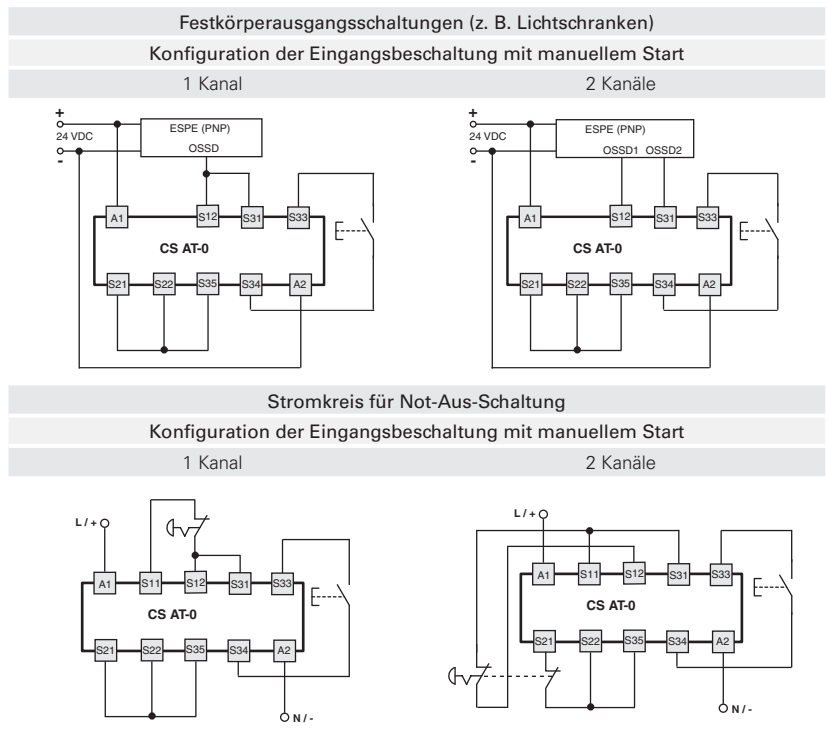 Festkörperausgangsschaltungen (z. B. Lichtschranken)
Konfiguration der Eingangsbeschaltung mit manuellem Start
1 Kanal 2 Kanäle
+ +
ESPE (PNP) ESPE (PNP)
24 VDC 24 VDC
OSSD OSSD1 OSSD2
- -
A1 S12 S31 S33 A1 S12 S31 S33
CS AT-0 CS AT-0
S21 S22 S35 S34 A2 S21 S22 S35 S34 A2
Stromkreis für Not-Aus-Schaltung
Konfiguration der Eingangsbeschaltung mit manuellem Start
1 Kanal 2 Kanäle
L / + L / +
A1 S11 S12 S31 S33 A1 S11 S12 S31 S33
CS AT-0 CS AT-0
S21 S22 S35 S34 A2 S21 S22 S35 S34 A2
N / - N / -